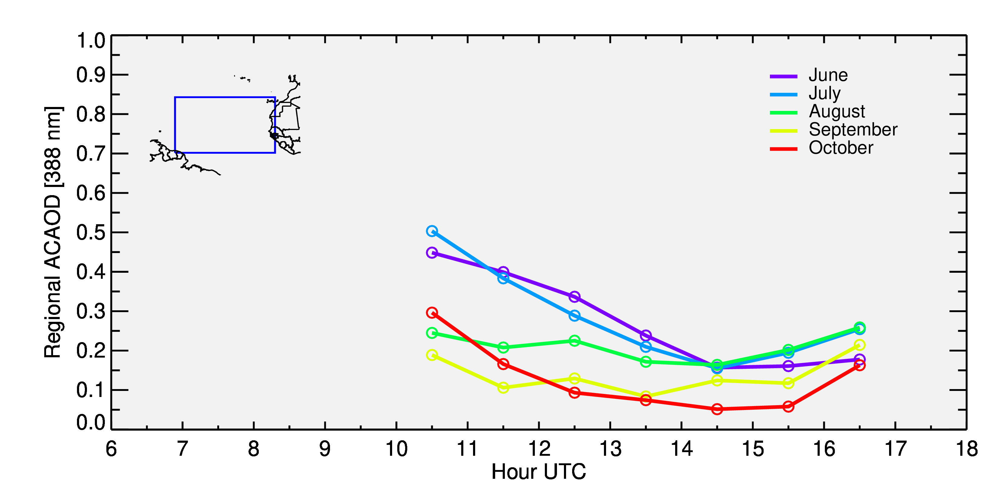 Regional ACAOD [388 nm]
1.0
0.9
0.8
0.7
0.6
0.5
0.4
0.3
0.2
0.1
0.0
June
July
August
September
October
6 7 8 9 10 11 12 13 14 15 16 17 18
Hour UTC